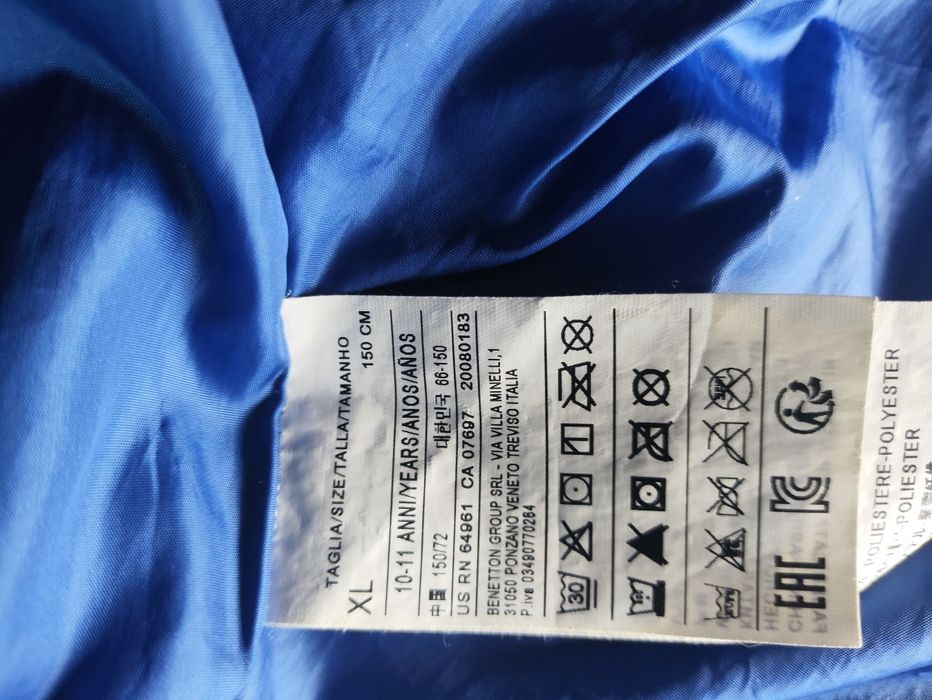 TAGLIA/SIZE/TALLA/TAMANHO
XL 150 CM
10-11 ANNI/YEARS/ANOS/AÑOS
中国 150/72 대한민국 66-150
US RN 64961 CA 07697 20080183
BENETTON GROUP SRL - VIA VILLA MINELLI,1
31050 PONZANO VENETO TREVISO ITALIA
P.iva 03490770264
30
EAC
POLIESTERE-POLYESTER
-POLIESTER